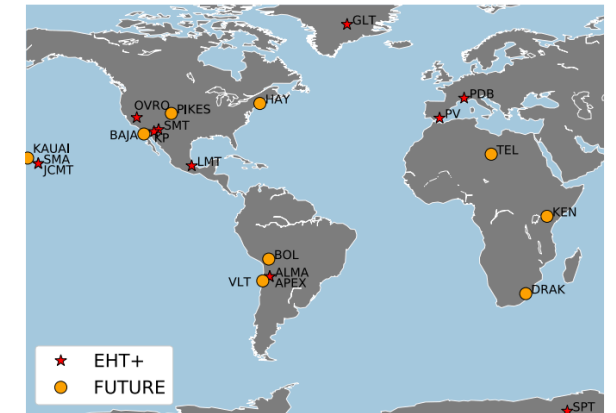 GLT
PDB
OVRO
PIKES
HAY
PV
SMT
BAJA
KP
KAUAI
SMA
JCMT
LMT
TEL
KEN
BOL
ALMA
VLT
APEX
DRAK
EHT+
FUTURE
SPT